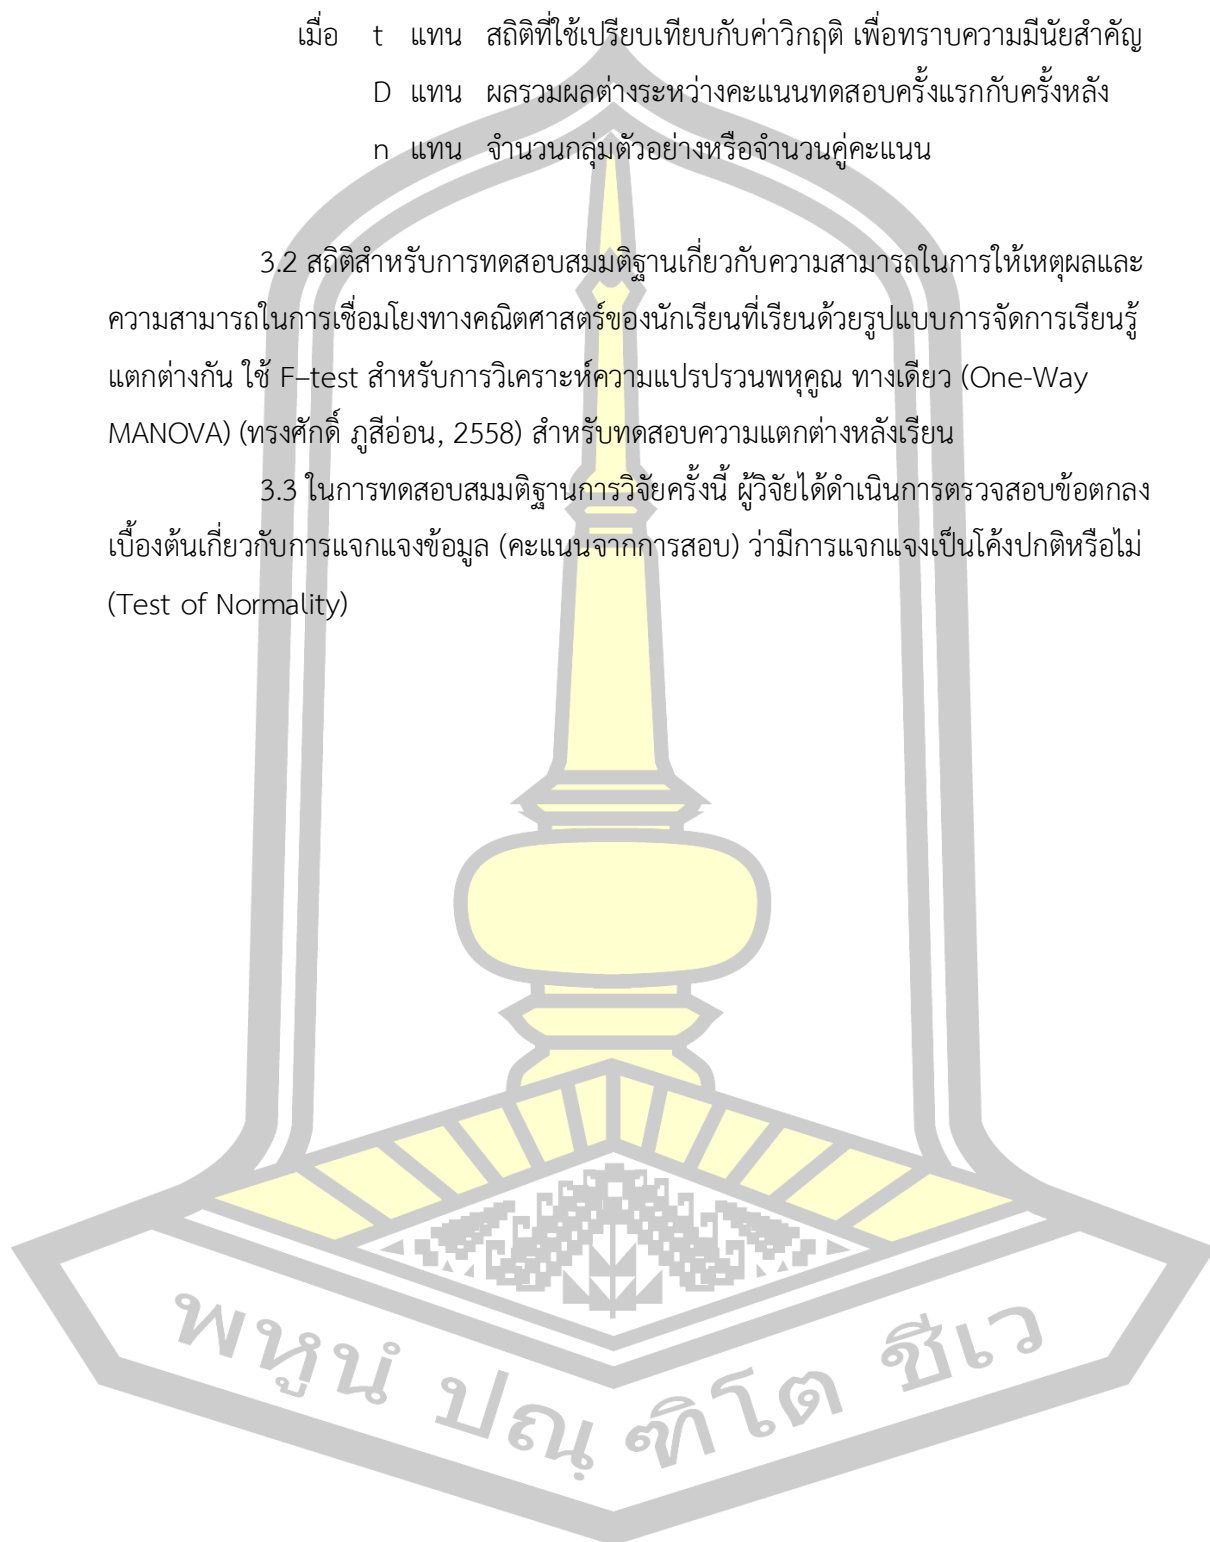 เมื่อ t แทน สถิติที่ใช้เปรียบเทียบกับค่าวิกฤติ เพื่อทราบความมีนัยสำคัญ
D แทน ผลรวมผลต่างระหว่างคะแนนทดสอบครั้งแรกกับครั้งหลัง
n แทน จำนวนกลุ่มตัวอย่างหรือจำนวนคู่คะแนน
3.2 สถิติสำหรับการทดสอบสมมติฐานเกี่ยวกับความสามารถในการให้เหตุผลและ
ความสามารถในการเชื่อมโยงทางคณิตศาสตร์ของนักเรียนที่เรียนด้วยรูปแบบการจัดการเรียนรู้
แตกต่างกัน ใช้ F–test สำหรับการวิเคราะห์ความแปรปรวนพหุคูณ ทางเดียว (One-Way
MANOVA) (ทรงศักดิ์ ภูสีอ่อน, 2558) สำหรับทดสอบความแตกต่างหลังเรียน
3.3 ในการทดสอบสมมติฐานการวิจัยครั้งนี้ ผู้วิจัยได้ดำเนินการตรวจสอบข้อตกลง
เบื้องต้นเกี่ยวกับการแจกแจงข้อมูล (คะแนนจากการสอบ) ว่ามีการแจกแจงเป็นโค้งปกติหรือไม่
(Test of Normality)
พหูนํ ปณฺ ฑิโต ชีเว